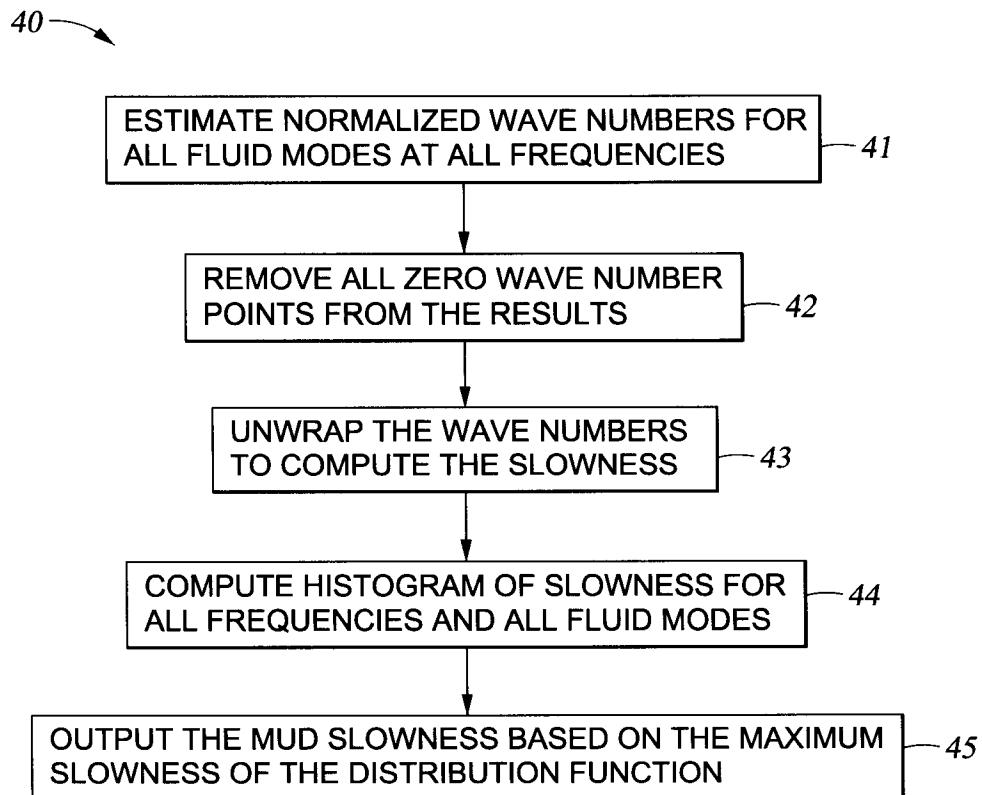 40
ESTIMATE NORMALIZED WAVE NUMBERS FOR
ALL FLUID MODES AT ALL FREQUENCIES
41
REMOVE ALL ZERO WAVE NUMBER
POINTS FROM THE RESULTS
42
UNWRAP THE WAVE NUMBERS
TO COMPUTE THE SLOWNESS
43
COMPUTE HISTOGRAM OF SLOWNESS FOR
ALL FREQUENCIES AND ALL FLUID MODES
44
OUTPUT THE MUD SLOWNESS BASED ON THE MAXIMUM
SLOWNESS OF THE DISTRIBUTION FUNCTION
45